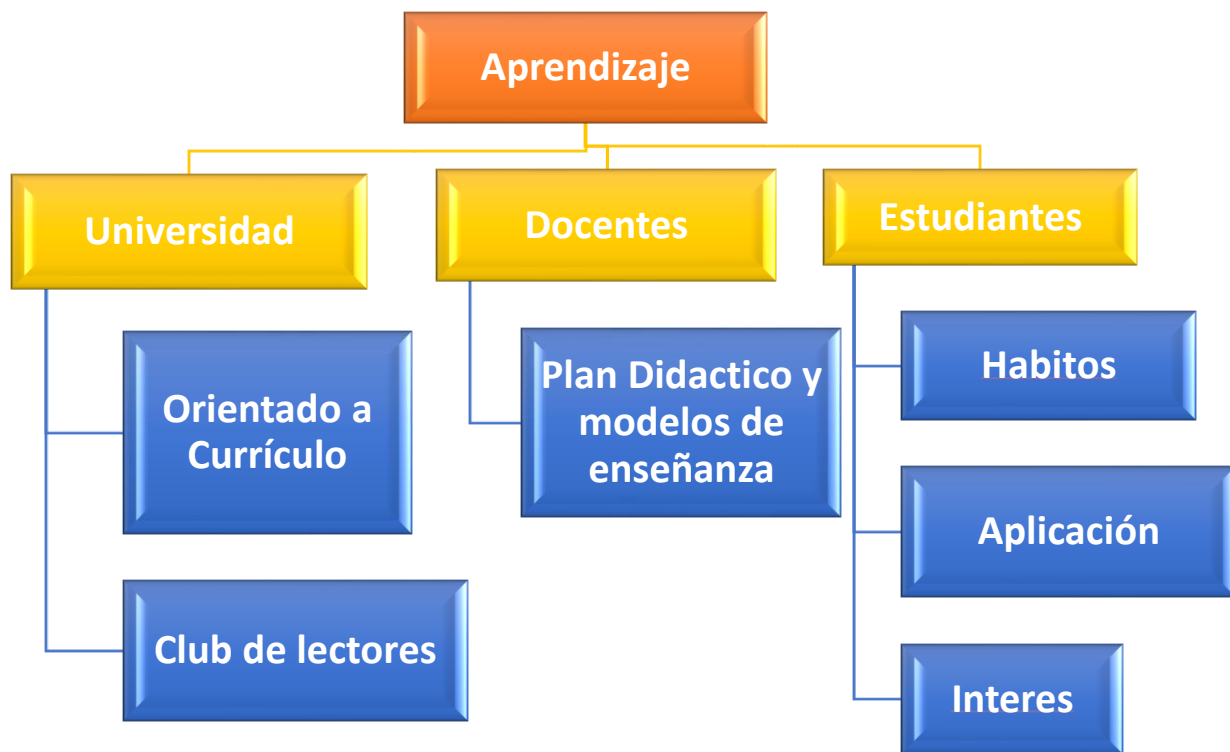 Aprendizaje
Universidad
Docentes
Estudiantes
Orientado a
Currículo
Club de lectores
Plan Didactico y
modelos de
enseñanza
Habitos
Aplicación
Interes